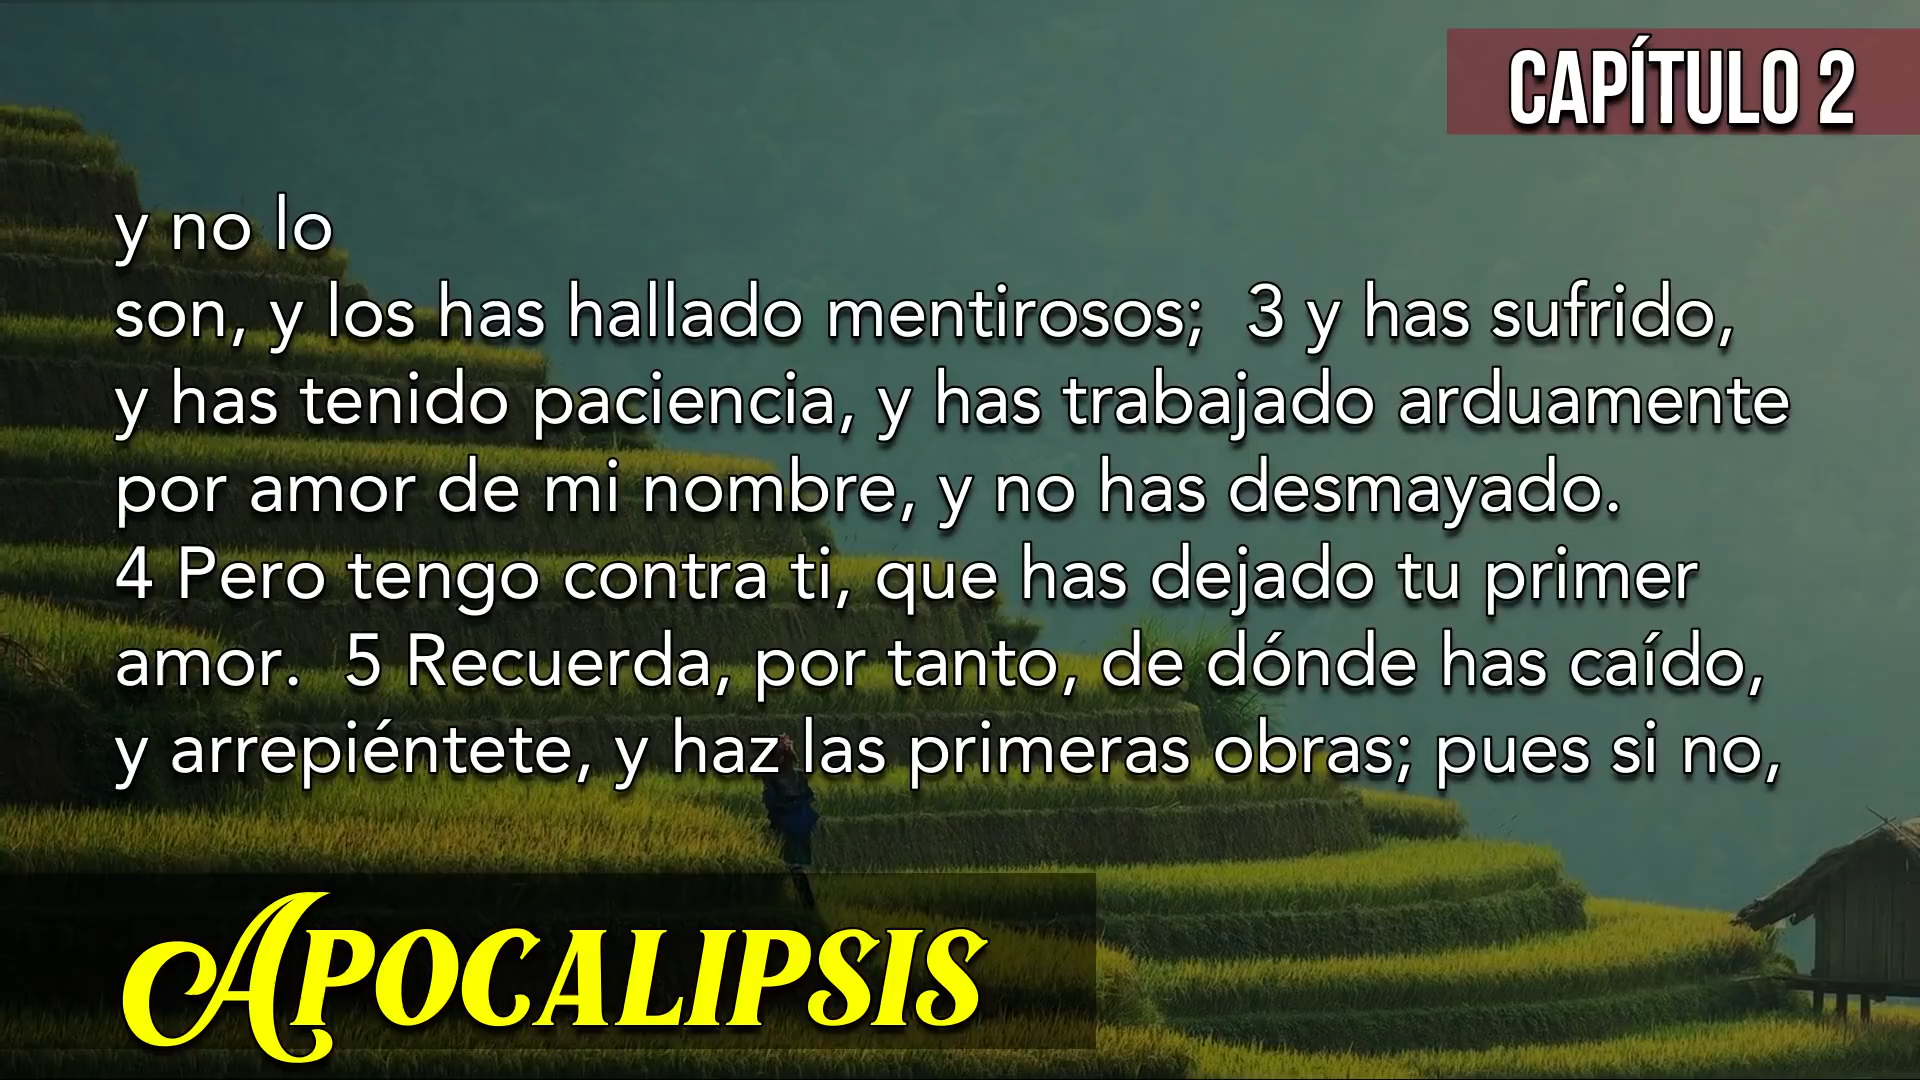 CAPÍTULO 2
y no lo
son, y los has hallado mentirosos;  3 y has sufrido,
y has tenido paciencia, y has trabajado arduamente
por amor de mi nombre, y no has desmayado.
4 Pero tengo contra ti, que has dejado tu primer
amor.  5 Recuerda, por tanto, de dónde has caído,
y arrepiéntete, y haz las primeras obras; pues si no,
APOCALIPSIS